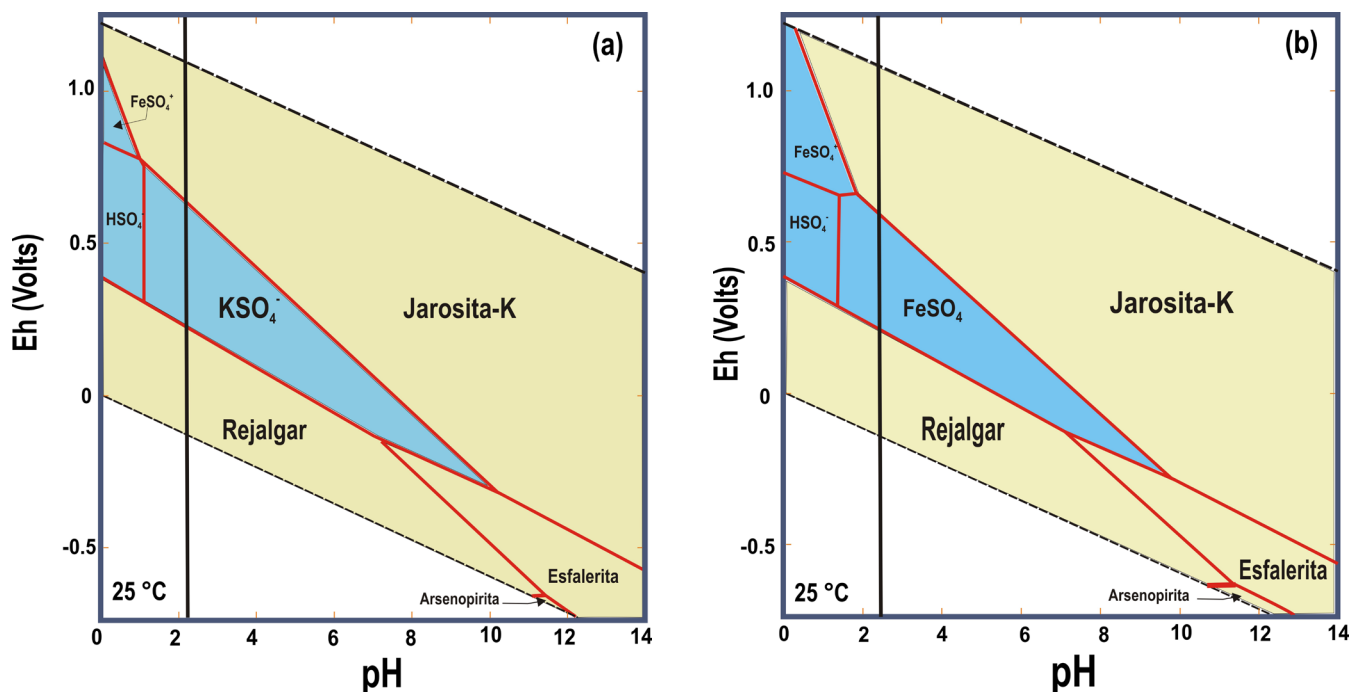 (a)
Eh (Volts)
1.0
0.5
0
-0.5
FeSO₄⁺
HSO₄⁻
KSO₄⁻
Jarosita-K
Rejalgar
Esfalerita
Arsenopirita
25 °C
0 2 4 6 8 10 12 14
pH
(b)
Eh (Volts)
1.0
0.5
0
-0.5
FeSO₄⁺
HSO₄⁻
FeSO₄
Jarosita-K
Rejalgar
Esfalerita
Arsenopirita
25 °C
0 2 4 6 8 10 12 14
pH